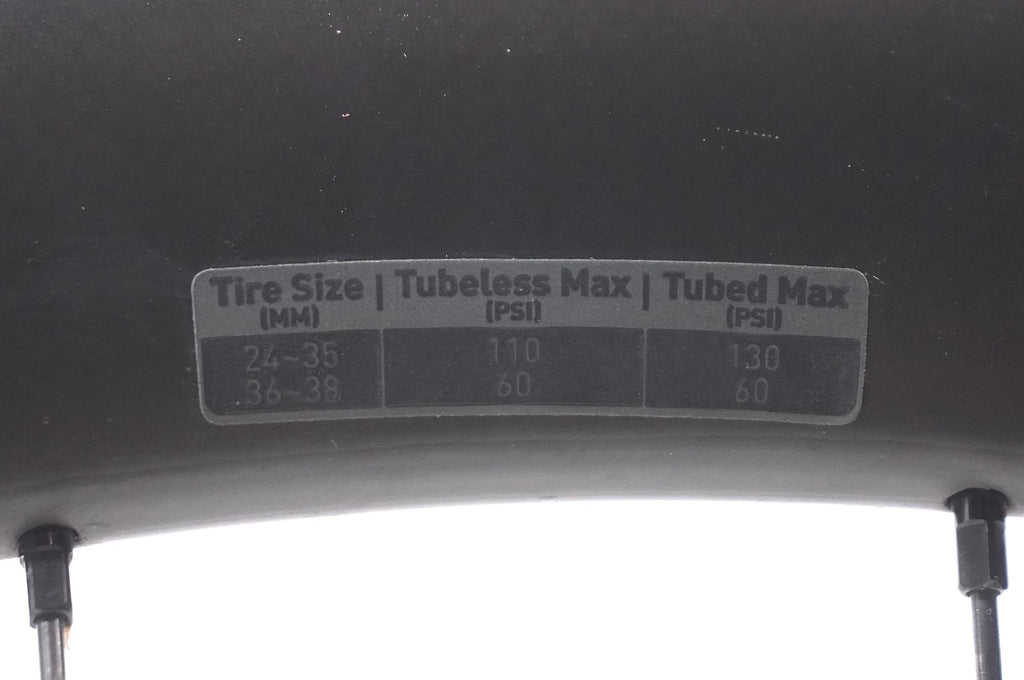 Tire Size | Tubeless Max | Tubed Max
(MM) (PSI) (PSI)
24~35 110 130
36~38 60 60